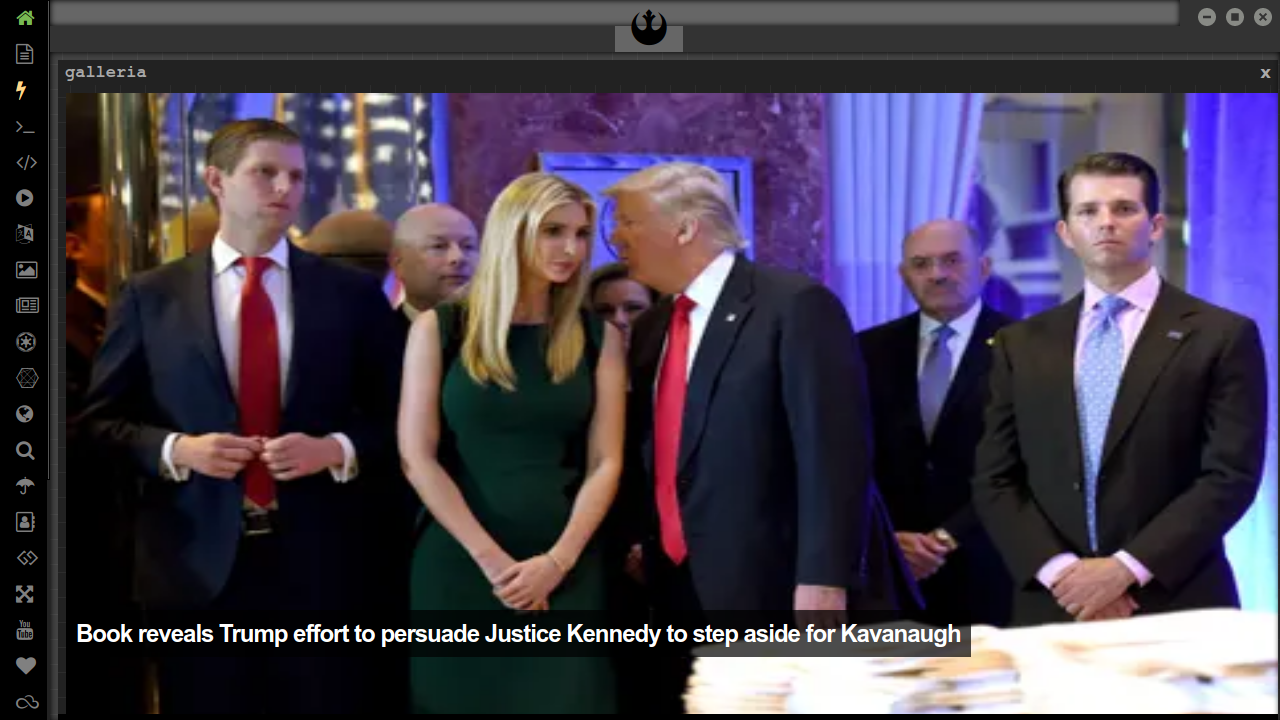 galleria
x
Book reveals Trump effort to persuade Justice Kennedy to step aside for Kavanaugh
You
Tube